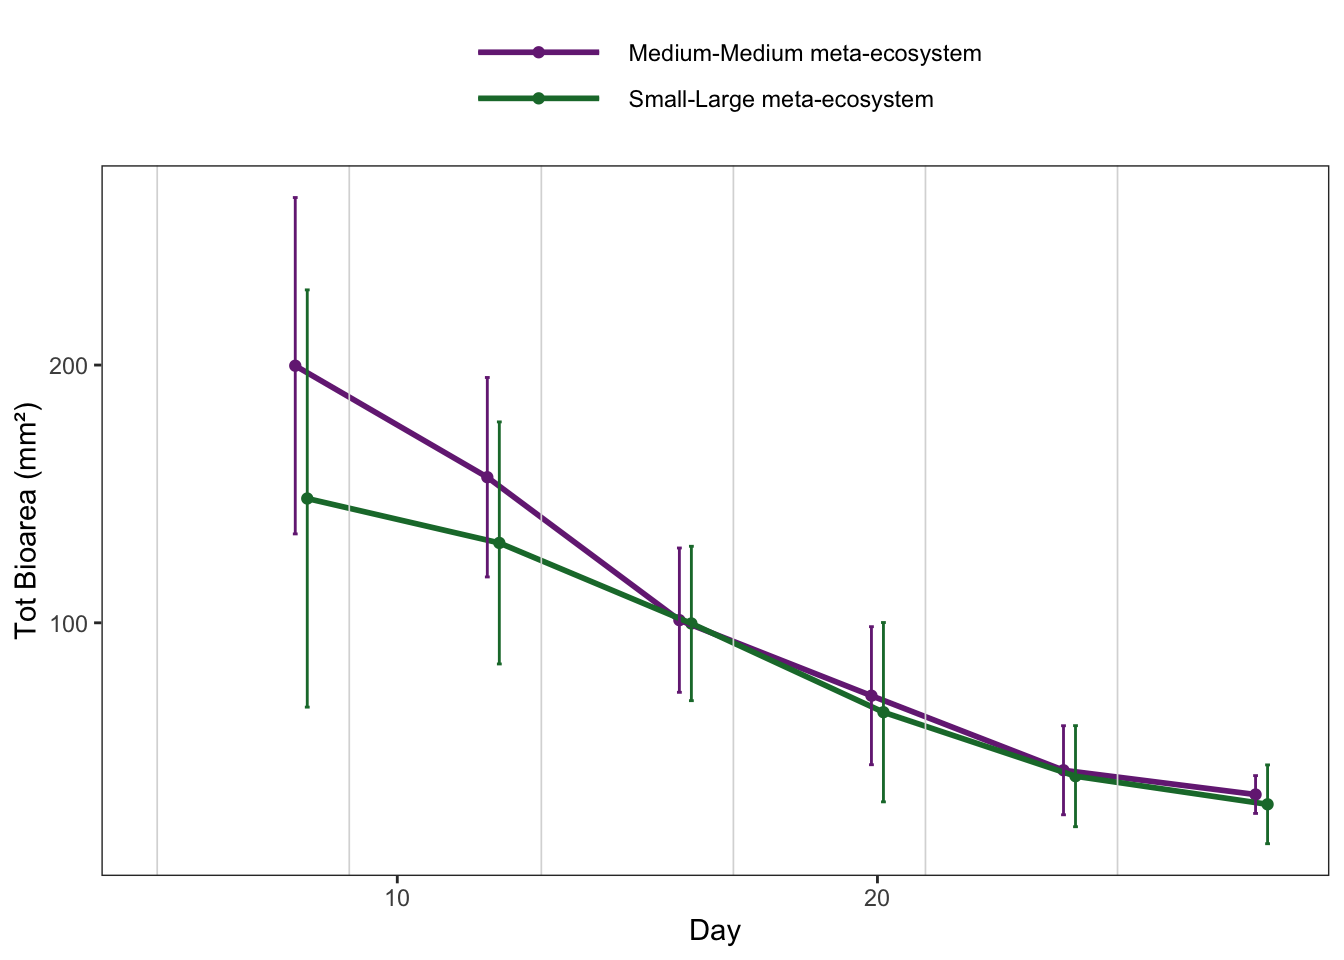 Medium-Medium meta-ecosystem
Small-Large meta-ecosystem
Tot Bioarea (mm²)
200
100
10
20
Day